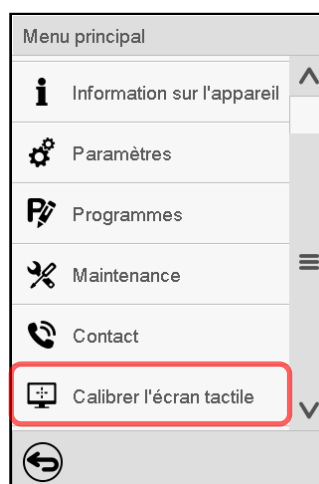 Menu principal
Information sur l'appareil
Paramètres
Programmes
Maintenance
Contact
Calibrer l'écran tactile